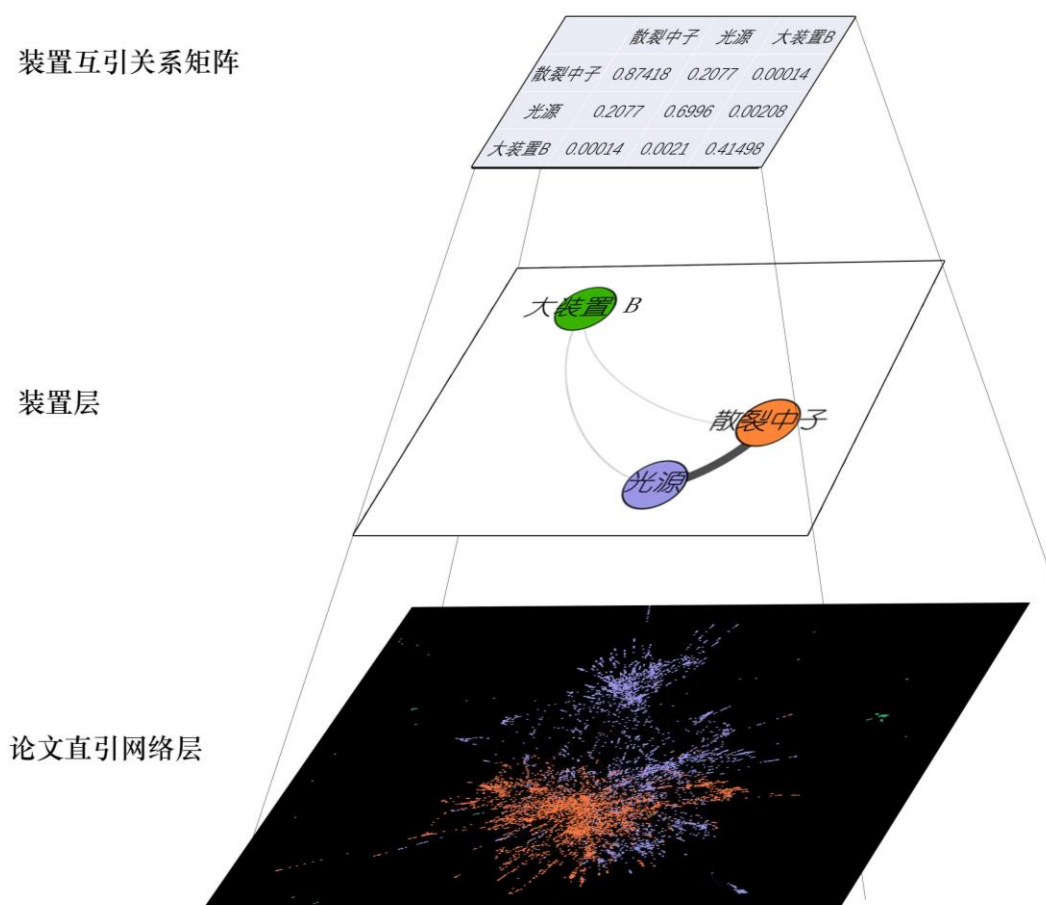 装置互引关系矩阵
散裂中子 光源 大装置B
散裂中子 0.87418 0.2077 0.00014
光源 0.2077 0.6996 0.00208
大装置B 0.00014 0.0021 0.41498
大装置 B
装置层
散裂中子
光源
论文直引网络层